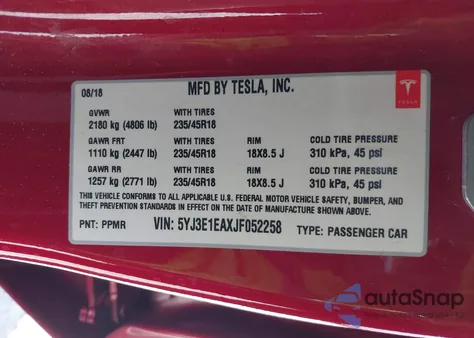 08/18 MFD BY TESLA, INC.
GVWR WITH TIRES
2180 kg (4806 lb) 235/45R18
GAWR FRT WITH TIRES RIM COLD TIRE PRESSURE
1110 kg (2447 lb) 235/45R18 18X8.5 J 310 kPa, 45 psi
GAWR RR WITH TIRES RIM COLD TIRE PRESSURE
1257 kg (2771 lb) 235/45R18 18X8.5 J 310 kPa, 45 psi
THIS VEHICLE CONFORMS TO ALL APPLICABLE U.S. FEDERAL MOTOR VEHICLE SAFETY, BUMPER, AND
THEFT PREVENTION STANDARDS IN EFFECT ON THE DATE OF MANUFACTURE SHOWN ABOVE.
PNT: PPMR VIN: 5YJ3E1EAXJF052258 TYPE: PASSENGER CAR
TESLA
autaSnap